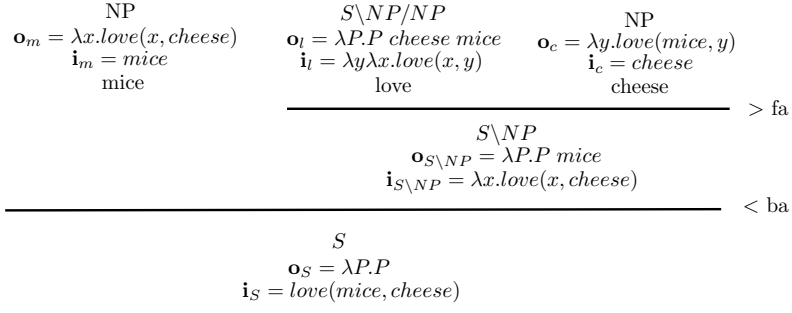 NP
S\NP/NP
NP
o_m = λx.love(x, cheese)
o_l = λP.P cheese mice
o_c = λy.love(mice, y)
i_m = mice
i_l = λyλx.love(x, y)
i_c = cheese
mice
love
cheese
> fa
S\NP
o_{S\NP} = λP.P mice
i_{S\NP} = λx.love(x, cheese)
< ba
S
o_S = λP.P
i_S = love(mice, cheese)